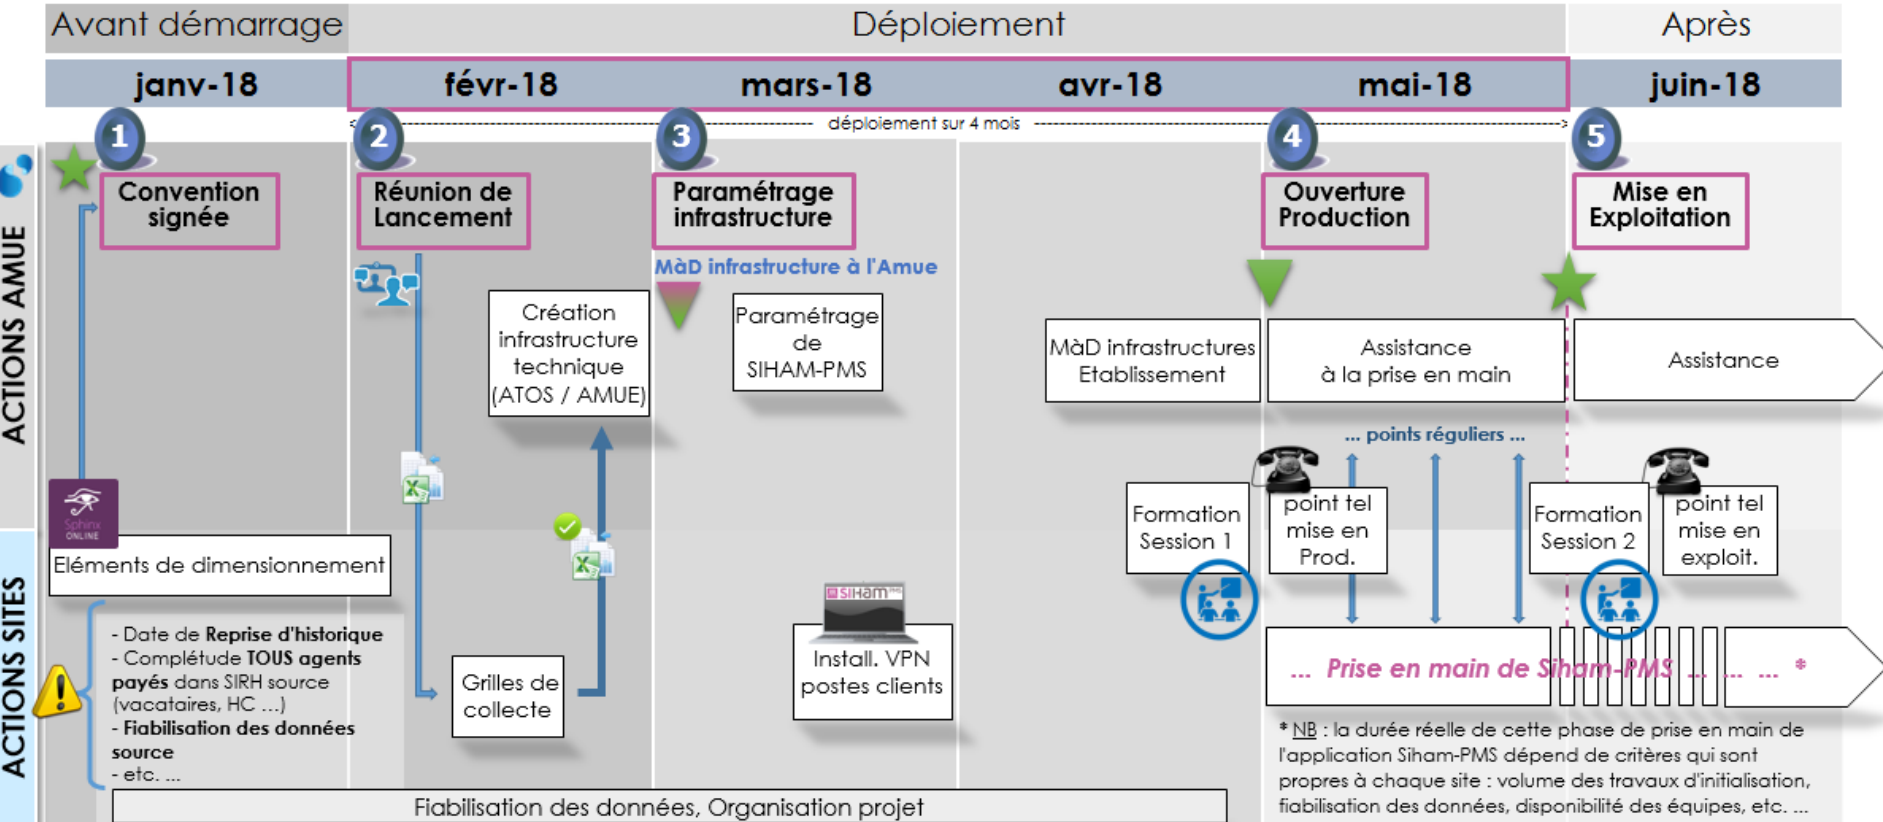 Avant démarrage
Déploiement
Après
janv-18
févr-18
mars-18
avr-18
mai-18
juin-18
déploiement sur 4 mois
1
2
3
4
5
ACTIONS AMUE
Convention
signée
Réunion de
Lancement
Paramétrage
infrastructure
Ouverture
Production
Mise en
Exploitation
MàD infrastructure à l'Amue
Création
infrastructure
technique
(ATOS / AMUE)
Paramétrage
de
SIHAM-PMS
MàD infrastructures
Etablissement
Assistance
à la prise en main
Assistance
... points réguliers ...
Sphinx
ONLINE
Formation
Session 1
point tel
mise en
Prod.
Formation
Session 2
point tel
mise en
exploit.
ACTIONS SITES
Eléments de dimensionnement
- Date de Reprise d'historique
- Complétude TOUS agents
payés dans SIRH source
(vacataires, HC ...)
- Fiabilisation des données
source
- etc. ...
Grilles de
collecte
SIHam PMS
Install. VPN
postes clients
... Prise en main de Siham-PMS ... ... ... *
* NB : la durée réelle de cette phase de prise en main de
l'application Siham-PMS dépend de critères qui sont
propres à chaque site : volume des travaux d'initialisation,
fiabilisation des données, disponibilité des équipes, etc. ...
Fiabilisation des données, Organisation projet